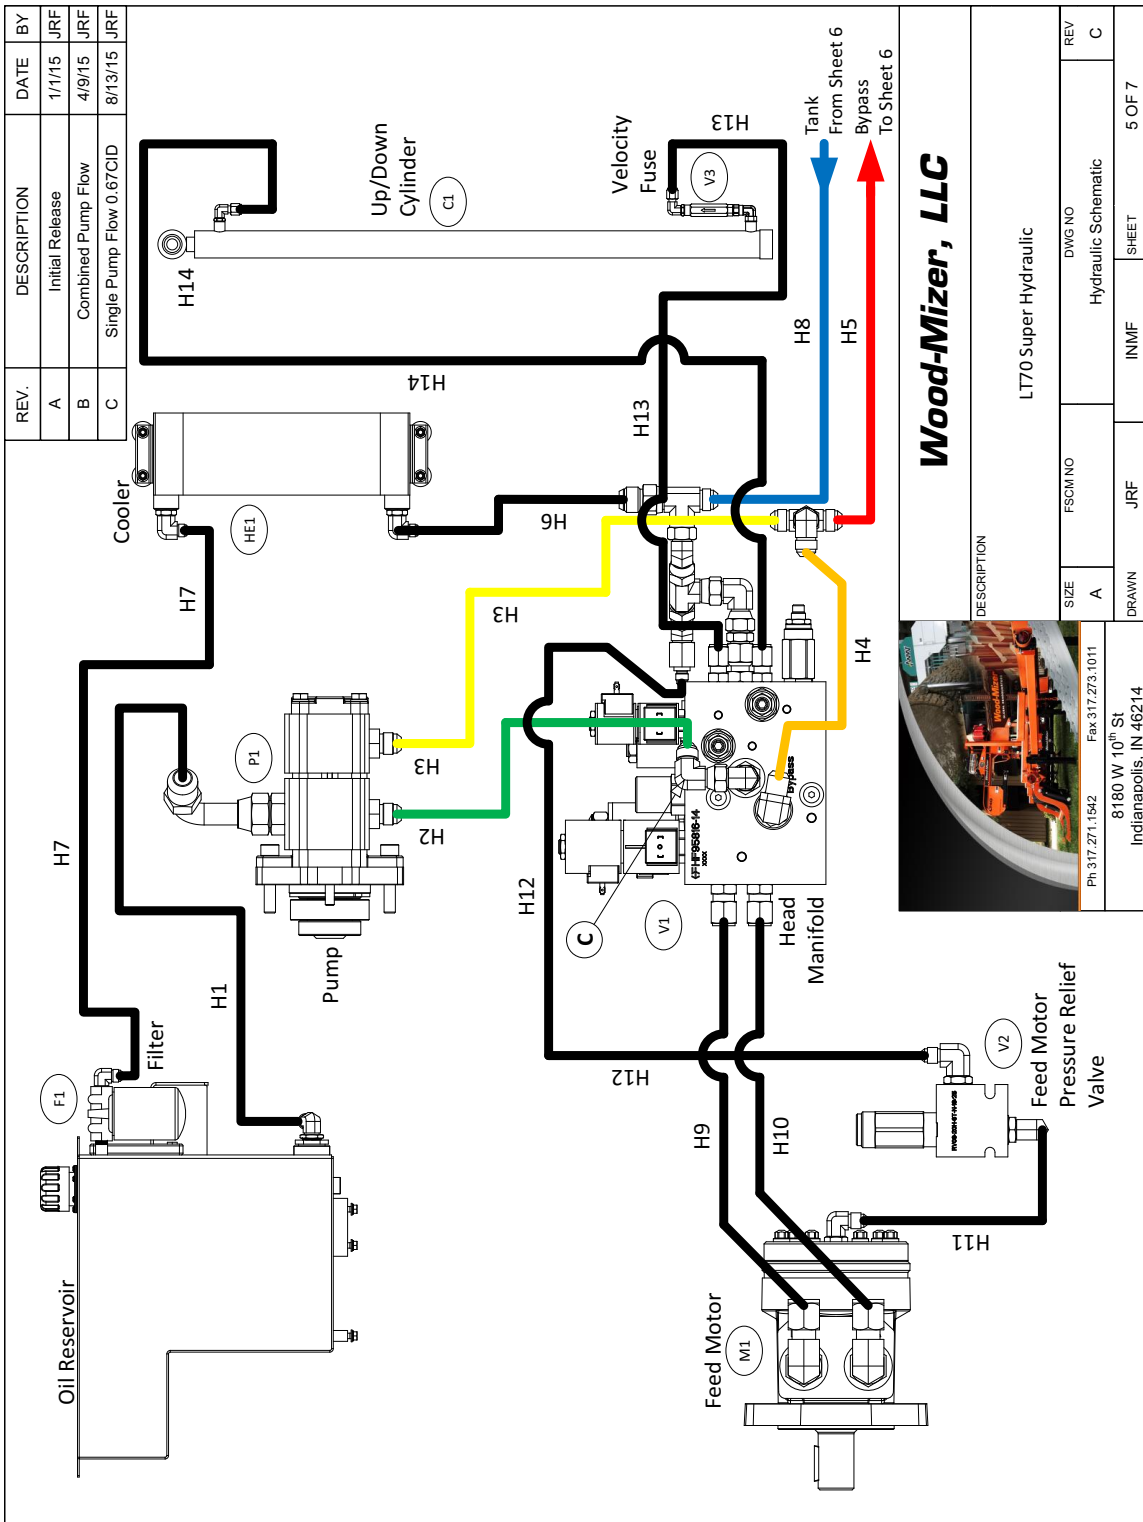 REV.
DESCRIPTION
DATE
BY
A
Initial Release
1/1/15
JRF
B
Combined Pump Flow
4/9/15
JRF
C
Single Pump Flow 0.67CID
8/13/15
JRF
Oil Reservoir
F1
Filter
H7
H1
H7
Cooler
HE1
H14
H14
Up/Down
Cylinder
C1
Velocity
Fuse
V3
H13
Pump
P1
H2
H3
H3
H6
H13
H8
H5
Tank
From Sheet 6
Bypass
To Sheet 6
H12
C
V1
FHF95816-14
XXXX
Bypass
H4
Head
Manifold
H12
H9
H10
V2
Feed Motor
Pressure Relief
Valve
H11
Feed Motor
M1
Wood-Mizer
Wood-Mizer, LLC
DESCRIPTION
LT70 Super Hydraulic
Ph 317.271.1542
Fax 317.273.1011
8180 W 10th St
Indianapolis, IN 46214
SIZE
A
FSCM NO
DWG NO
Hydraulic Schematic
REV
C
DRAWN
JRF
INMF
SHEET
5 OF 7